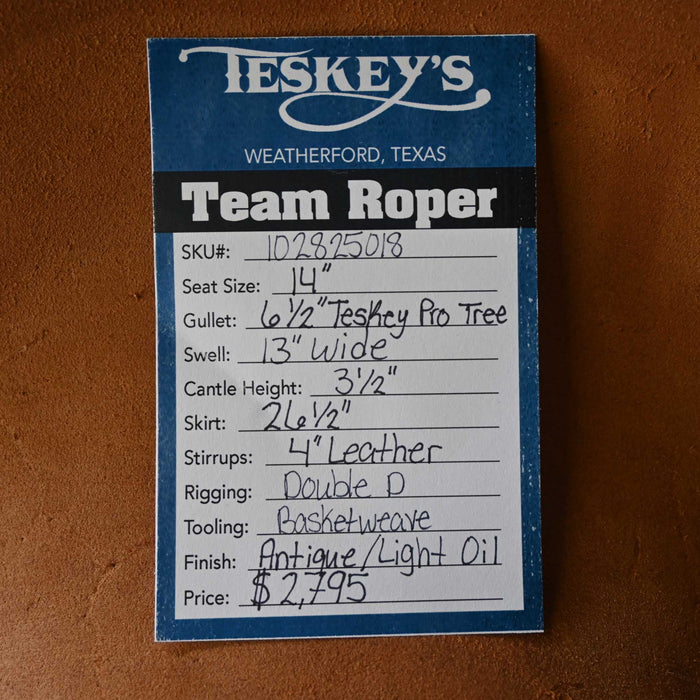 TESKEY'S
WEATHERFORD, TEXAS
Team Roper
SKU#: 102825018
Seat Size: 14"
Gullet: 6 1/2" Teskey Pro Tree
Swell: 13" Wide
Cantle Height: 3 1/2"
Skirt: 26 1/2"
Stirrups: 4" Leather
Rigging: Double D
Tooling: Basketweave
Finish: Antique/Light Oil
Price: $2,795